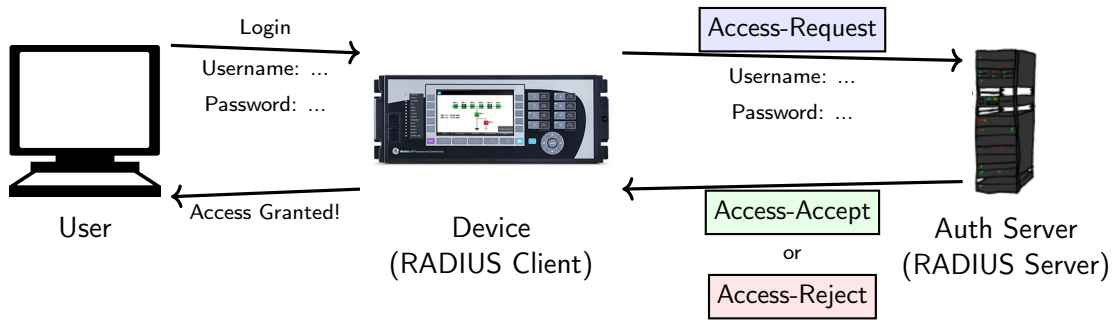 Login
Username: ...
Password: ...
Access Granted!
User
Device
(RADIUS Client)
Access-Request
Username: ...
Password: ...
Access-Accept
or
Access-Reject
Auth Server
(RADIUS Server)